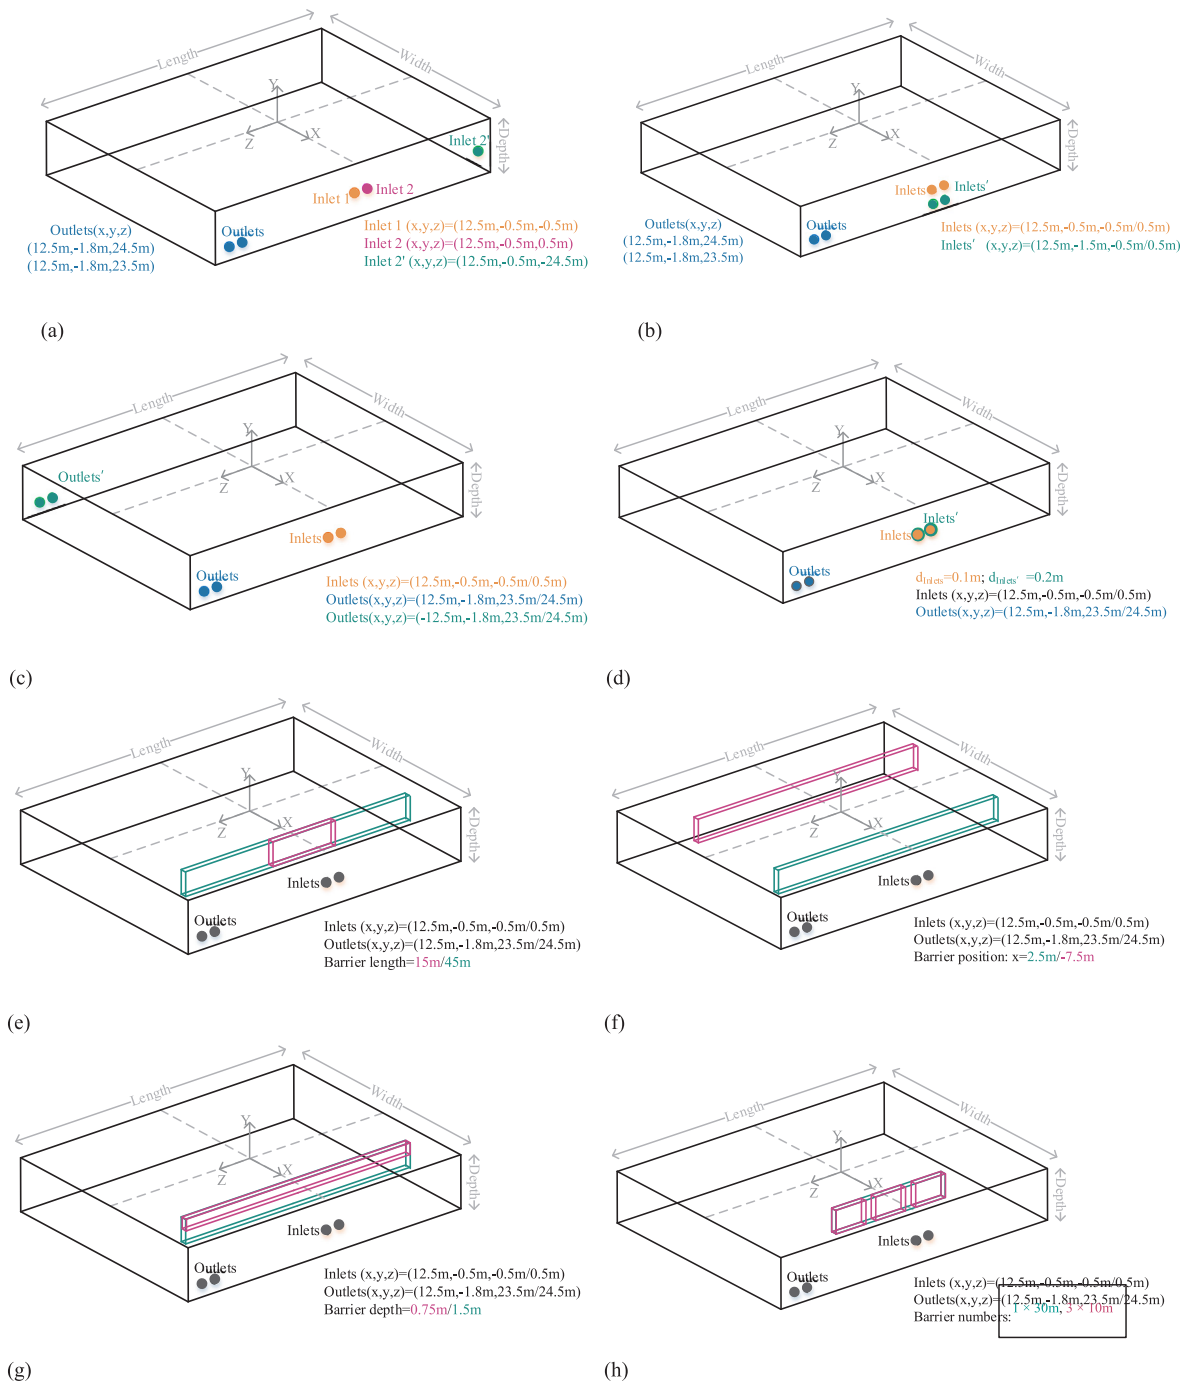 Length
Width
Depth
Y
X
Z
Inlet 2'
Inlet 1
Inlet 2
Outlets
Outlets(x,y,z)
(12.5m,-1.8m,24.5m)
(12.5m,-1.8m,23.5m)
Inlet 1 (x,y,z)=(12.5m,-0.5m,-0.5m)
Inlet 2 (x,y,z)=(12.5m,-0.5m,0.5m)
Inlet 2' (x,y,z)=(12.5m,-0.5m,-24.5m)
(a)
Length
Width
Depth
Y
X
Z
Inlets
Inlets'
Outlets
Outlets(x,y,z)
(12.5m,-1.8m,24.5m)
(12.5m,-1.8m,23.5m)
Inlets (x,y,z)=(12.5m,-0.5m,-0.5m/0.5m)
Inlets' (x,y,z)=(12.5m,-1.5m,-0.5m/0.5m)
(b)
Length
Width
Depth
Y
X
Z
Outlets'
Inlets
Outlets
Inlets (x,y,z)=(12.5m,-0.5m,-0.5m/0.5m)
Outlets(x,y,z)=(12.5m,-1.8m,23.5m/24.5m)
Outlets(x,y,z)=(-12.5m,-1.8m,23.5m/24.5m)
(c)
Length
Width
Depth
Y
X
Z
Inlets'
Inlets
Outlets
dInlets=0.1m; dInlets' =0.2m
Inlets (x,y,z)=(12.5m,-0.5m,-0.5m/0.5m)
Outlets(x,y,z)=(12.5m,-1.8m,23.5m/24.5m)
(d)
Length
Width
Depth
Y
X
Z
Inlets
Outlets
Inlets (x,y,z)=(12.5m,-0.5m,-0.5m/0.5m)
Outlets(x,y,z)=(12.5m,-1.8m,23.5m/24.5m)
Barrier length=15m/45m
(e)
Length
Width
Depth
Y
X
Z
Inlets
Outlets
Inlets (x,y,z)=(12.5m,-0.5m,-0.5m/0.5m)
Outlets(x,y,z)=(12.5m,-1.8m,23.5m/24.5m)
Barrier position: x=2.5m/-7.5m
(f)
Length
Width
Depth
Y
X
Z
Inlets
Outlets
Inlets (x,y,z)=(12.5m,-0.5m,-0.5m/0.5m)
Outlets(x,y,z)=(12.5m,-1.8m,23.5m/24.5m)
Barrier depth=0.75m/1.5m
(g)
Length
Width
Depth
Y
X
Z
Inlets
Outlets
Inlets (x,y,z)=(12.5m,-0.5m,-0.5m/0.5m)
Outlets(x,y,z)=(12.5m,-1.8m,23.5m/24.5m)
Barrier numbers: 1 × 30m, 3 × 10m
(h)